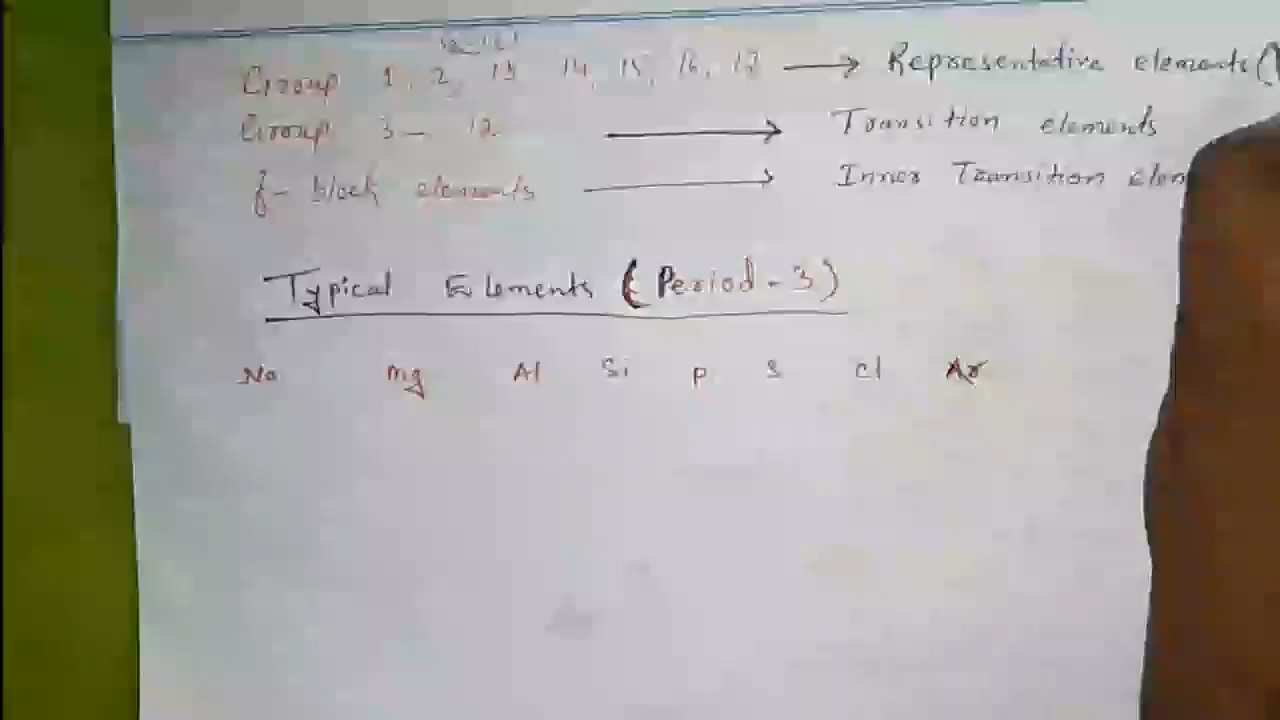 Group 1, 2, 13 14, 15, 16, 17 → Representative elements (
Group 3 - 12 → Transition elements
f- block elements → Inner Transition elem
Typical Elements (Period - 3)
Na Mg Al Si P S Cl Ar